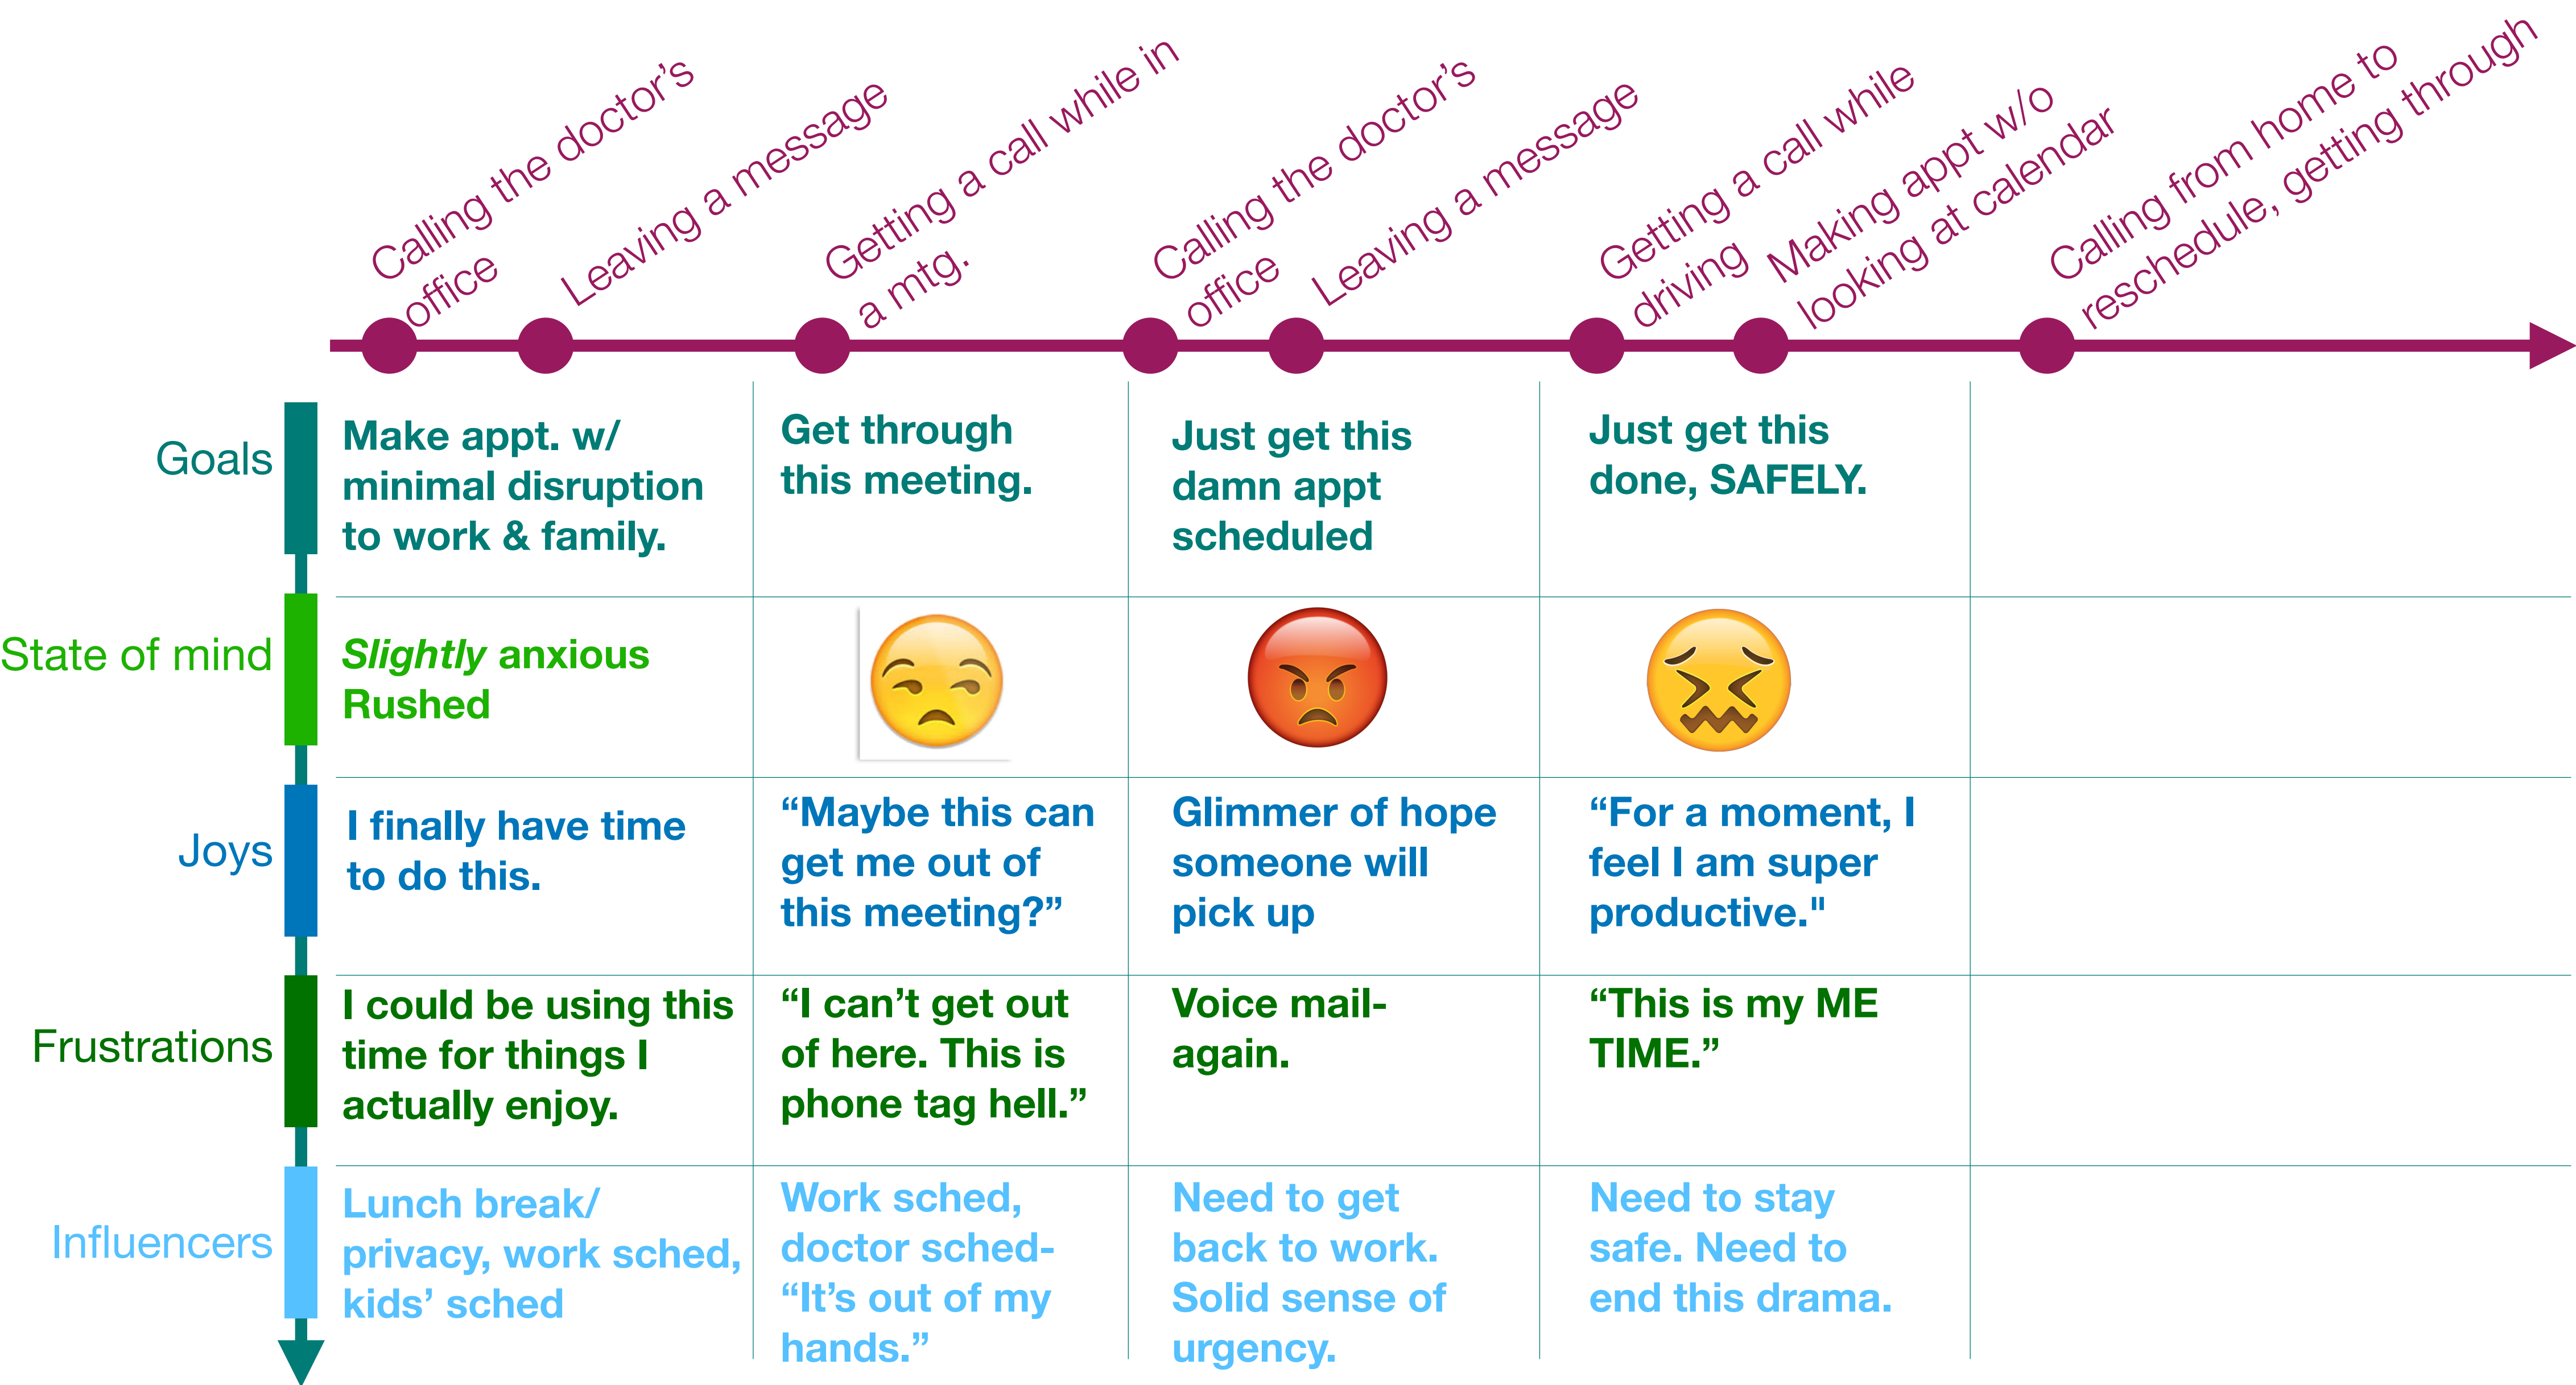 Calling the doctor’s
office
Leaving a message
Getting a call while in
a mtg.
Calling the doctor’s
office
Leaving a message
Getting a call while
driving
Making appt w/o
looking at calendar
Calling from home to
reschedule, getting through
Goals
Make appt. w/
minimal disruption
to work & family.
Get through
this meeting.
Just get this
damn appt
scheduled
Just get this
done, SAFELY.
State of mind
Slightly anxious
Rushed
Joys
I finally have time
to do this.
“Maybe this can
get me out of
this meeting?”
Glimmer of hope
someone will
pick up
“For a moment, I
feel I am super
productive."
Frustrations
I could be using this
time for things I
actually enjoy.
“I can’t get out
of here. This is
phone tag hell.”
Voice mail-
again.
“This is my ME
TIME.”
Influencers
Lunch break/
privacy, work sched,
kids’ sched
Work sched,
doctor sched-
“It’s out of my
hands.”
Need to get
back to work.
Solid sense of
urgency.
Need to stay
safe. Need to
end this drama.